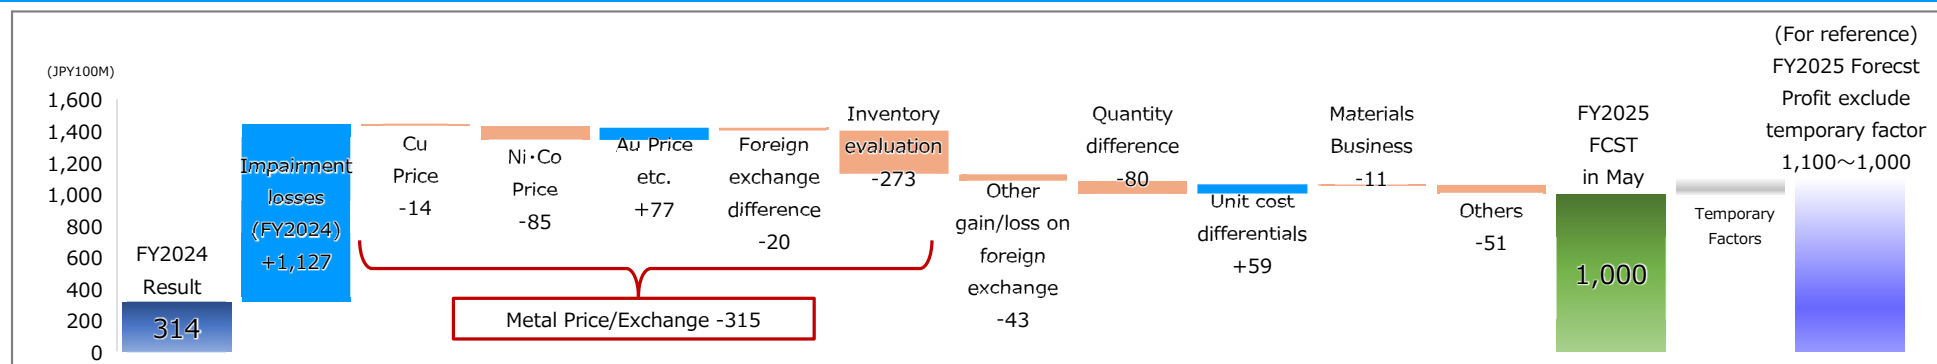 (JPY100M)
1,600
1,400
1,200
1,000
800
600
400
200
0
FY2024
Result
314
Impairment
losses
(FY2024)
+1,127
Cu
Price
-14
Ni・Co
Price
-85
Au Price
etc.
+77
Foreign
exchange
difference
-20
Inventory
evaluation
-273
Metal Price/Exchange -315
Other
gain/loss on
foreign
exchange
-43
Quantity
difference
-80
Unit cost
differentials
+59
Materials
Business
-11
Others
-51
FY2025
FCST
in May
1,000
Temporary
Factors
(For reference)
FY2025 Forecst
Profit exclude
temporary factor
1,100～1,000